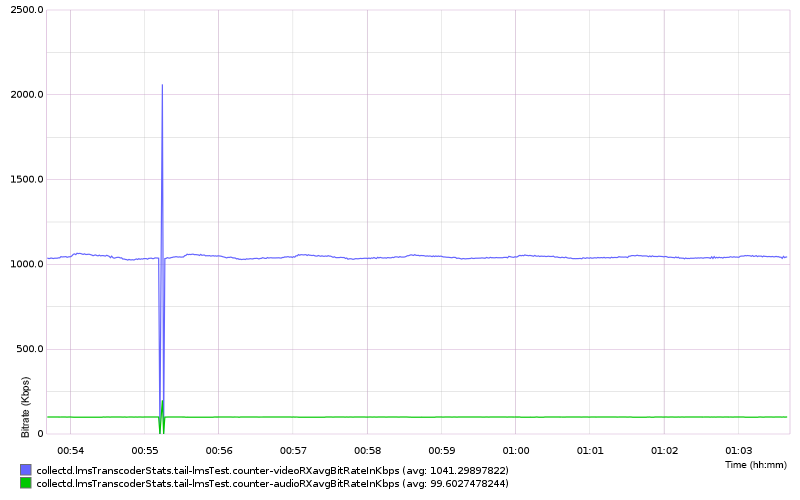 2500.0
2000.0
1500.0
1000.0
500.0
0
Bitrate (Kbps)
00:54 00:55 00:56 00:57 00:58 00:59 01:00 01:01 01:02 01:03
Time (hh:mm)
collectd.lmsTranscoderStats.tail-lmsTest.counter-videoRXavgBitRateInKbps (avg: 1041.29897822)
collectd.lmsTranscoderStats.tail-lmsTest.counter-audioRXavgBitRateInKbps (avg: 99.6027478244)